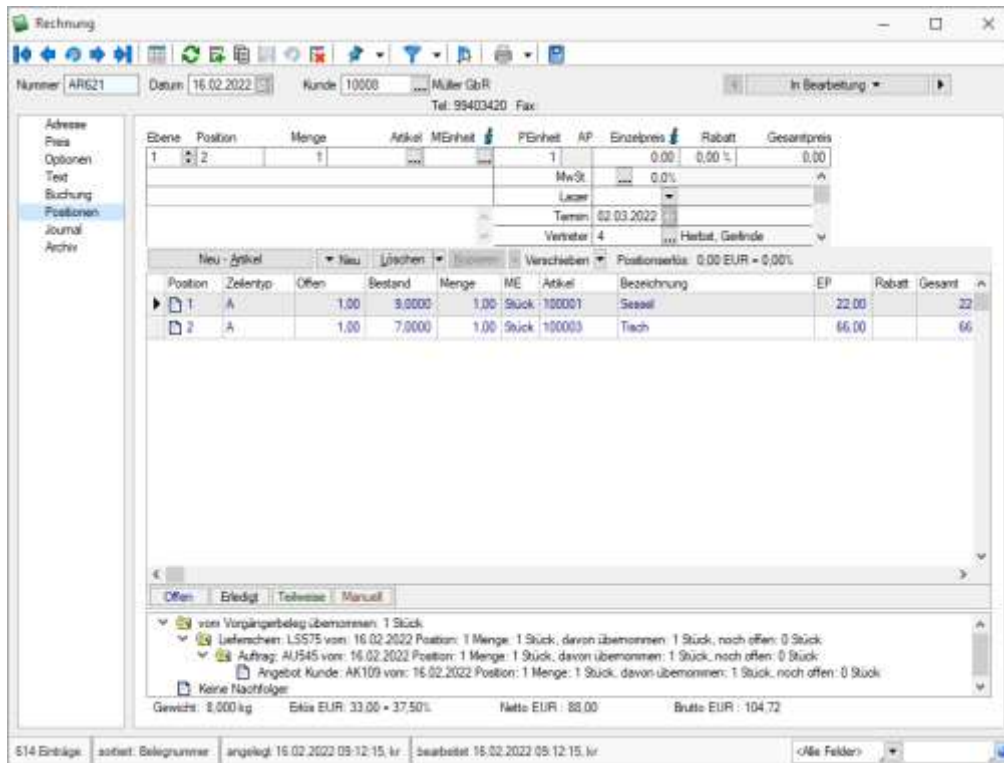 Rechnung
Nummer AR621 Datum 16.02.2022 Kunde 10000 ... Müller GbR In Bearbeitung
Tel: 99403420 Fax:
Adresse
Preis
Optionen
Text
Buchung
Positionen
Journal
Archiv
Ebene Position Menge Artikel MEinheit PEinheit AP Einzelpreis Rabatt Gesamtpreis
1 2 1 ... ... 1 0.00 0,00 % 0.00
MwSt ... 0.0%
Lager
Termin 02.03.2022
Vertreter 4 ... Herbst, Gerlinde
Neu - Artikel Neu Löschen Verschieben Positionserlös: 0.00 EUR = 0,00%
Position Zeilentyp Offen Bestand Menge ME Artikel Bezeichnung EP Rabatt Gesamt
1 A 1.00 9,0000 1,00 Stück 100001 Sessel 22.00 22
2 A 1.00 7,0000 1,00 Stück 100003 Tisch 66.00 66
Offen Erledigt Teilweise Manuell
vom Vorgängerbeleg übernommen: 1 Stück
Lieferschein: LS575 vom: 16.02.2022 Position: 1 Menge: 1 Stück, davon übernommen: 1 Stück, noch offen: 0 Stück
Auftrag: AU545 vom: 16.02.2022 Position: 1 Menge: 1 Stück, davon übernommen: 1 Stück, noch offen: 0 Stück
Angebot Kunde: AK109 vom: 16.02.2022 Position: 1 Menge: 1 Stück, davon übernommen: 1 Stück, noch offen: 0 Stück
Keine Nachfolger
Gewicht: 8,000 kg Erlös EUR: 33.00 = 37,50% Netto EUR : 88,00 Brutto EUR : 104,72
614 Einträge sortiert: Belegnummer angelegt 16.02.2022 09:12:15, kr bearbeitet 16.02.2022 09:12:15, kr <Alle Felder>